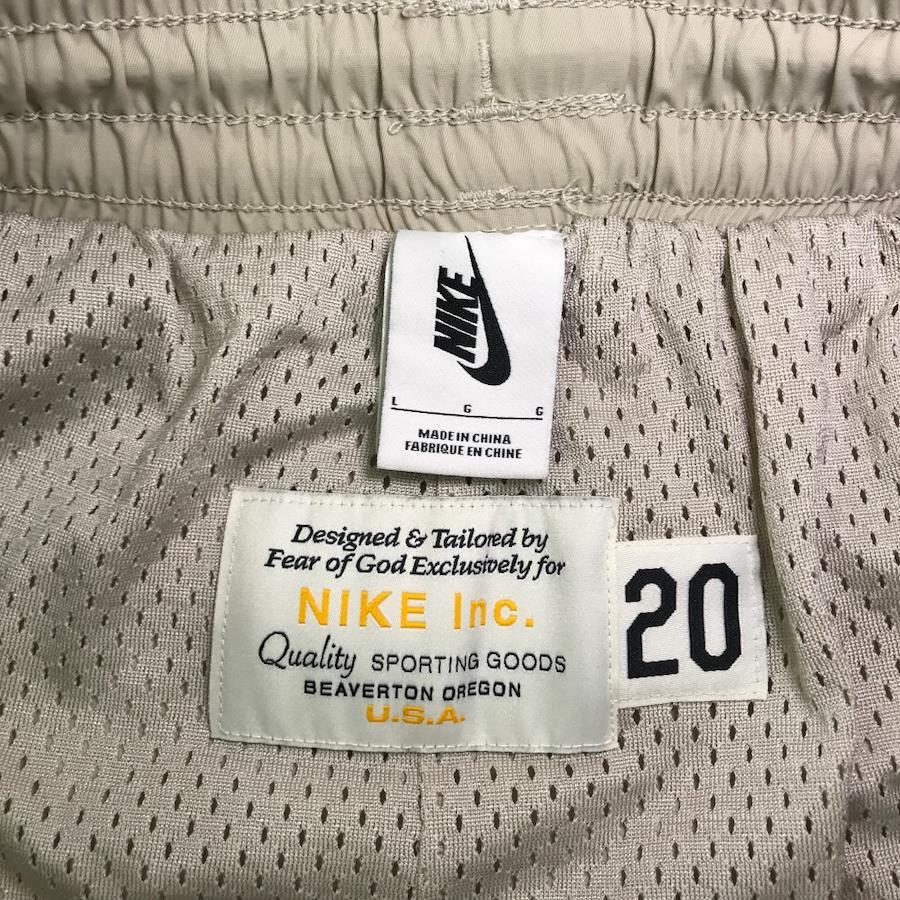 NIKE
L G G
MADE IN CHINA
FABRIQUE EN CHINE
Designed & Tailored by
Fear of God Exclusively for
NIKE Inc.
Quality SPORTING GOODS
BEAVERTON OREGON
U.S.A.
20